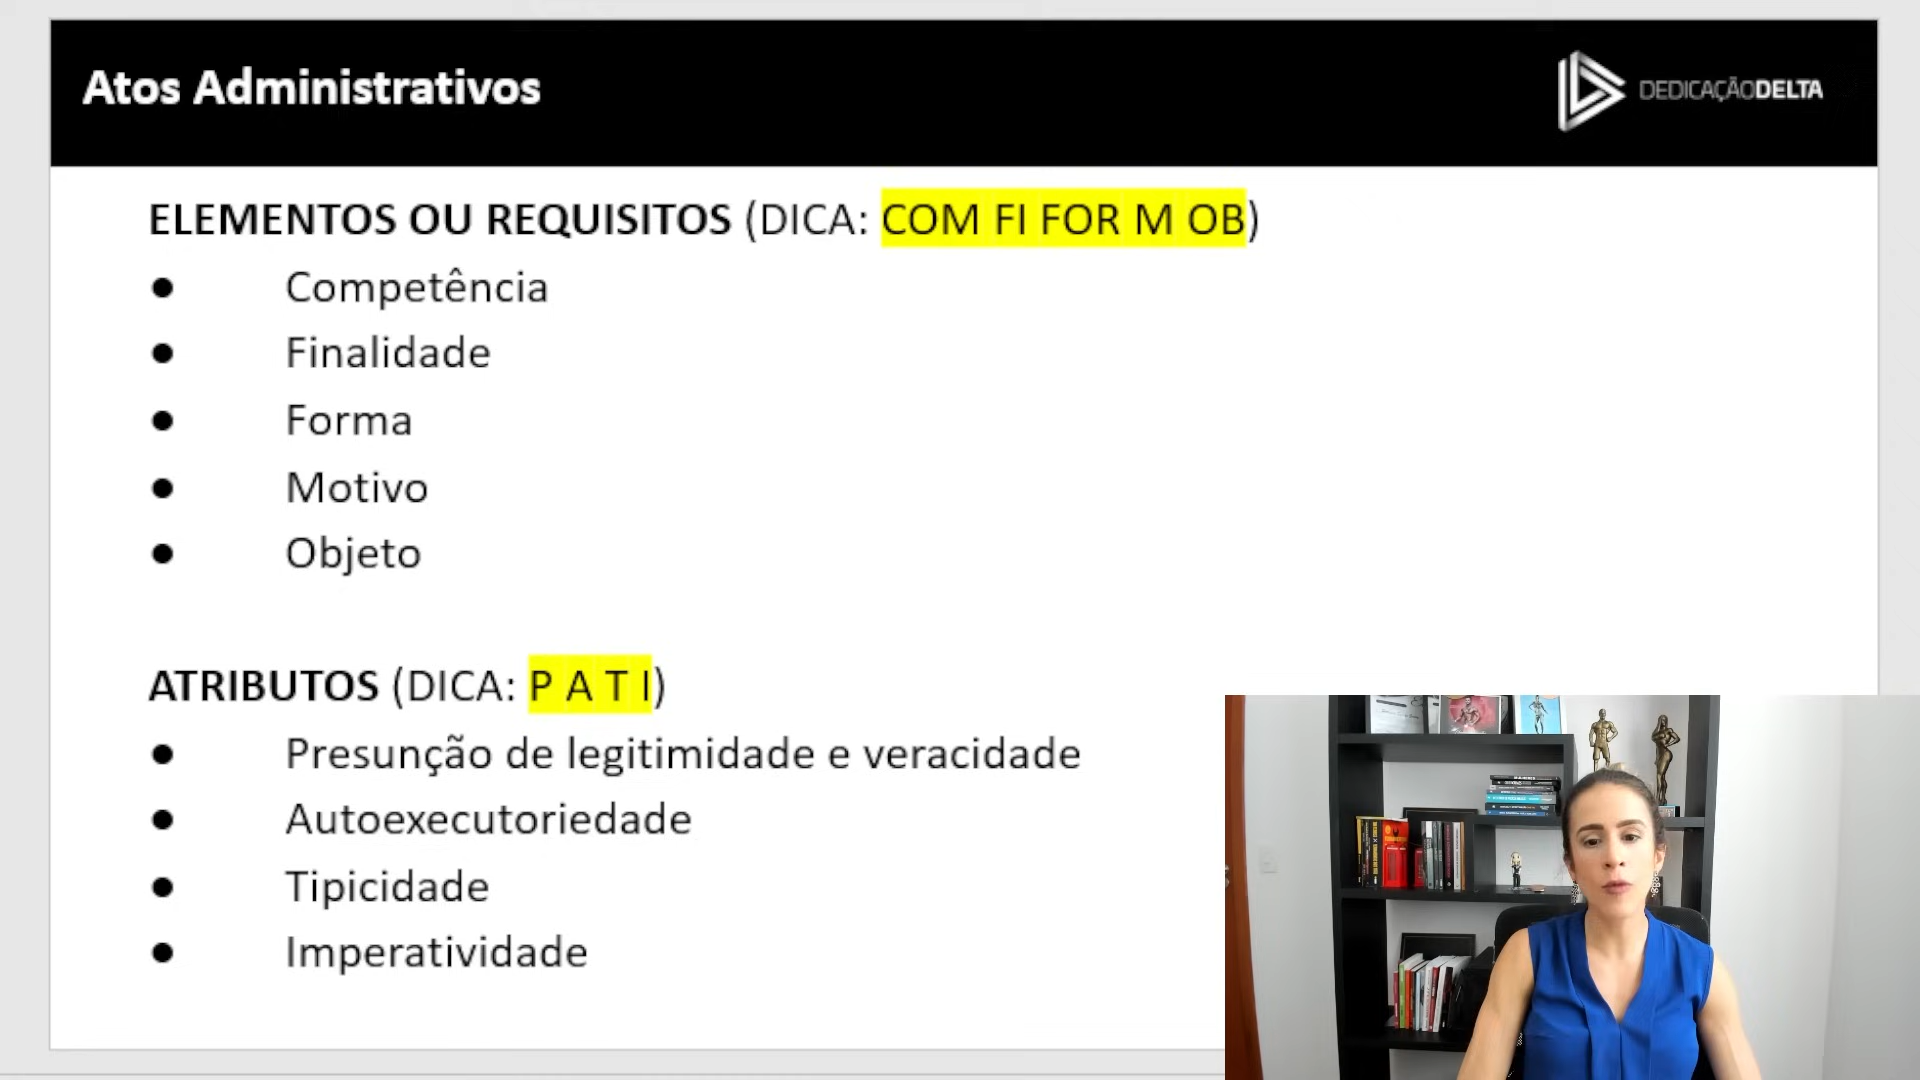 Atos Administrativos
DEDICAÇÃODELTA
ELEMENTOS OU REQUISITOS (DICA: COM FI FOR M OB)
● Competência
● Finalidade
● Forma
● Motivo
● Objeto
ATRIBUTOS (DICA: P A T I)
● Presunção de legitimidade e veracidade
● Autoexecutoriedade
● Tipicidade
● Imperatividade